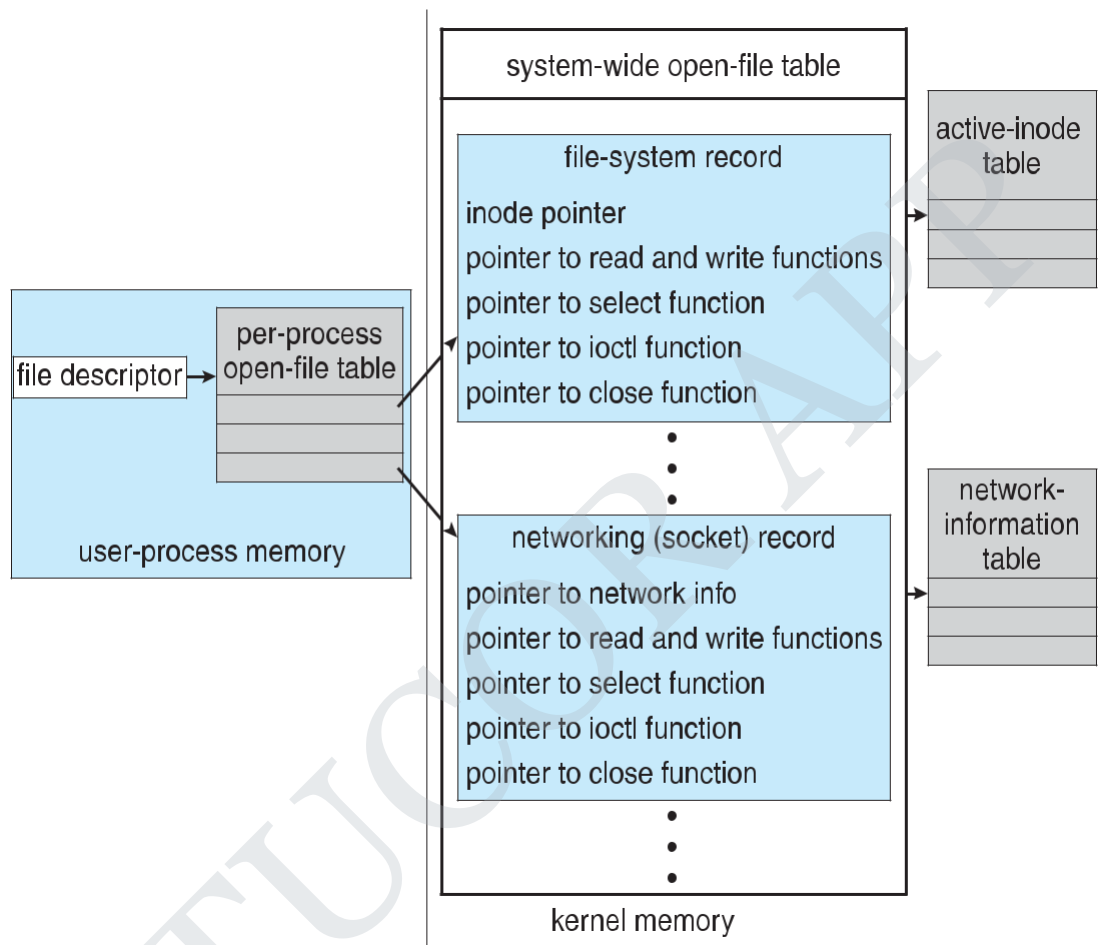 system-wide open-file table
active-inode
table
file-system record
inode pointer
pointer to read and write functions
pointer to select function
pointer to ioctl function
pointer to close function
per-process
open-file table
file descriptor
user-process memory
network-
information
table
networking (socket) record
pointer to network info
pointer to read and write functions
pointer to select function
pointer to ioctl function
pointer to close function
kernel memory
TUCOR APP